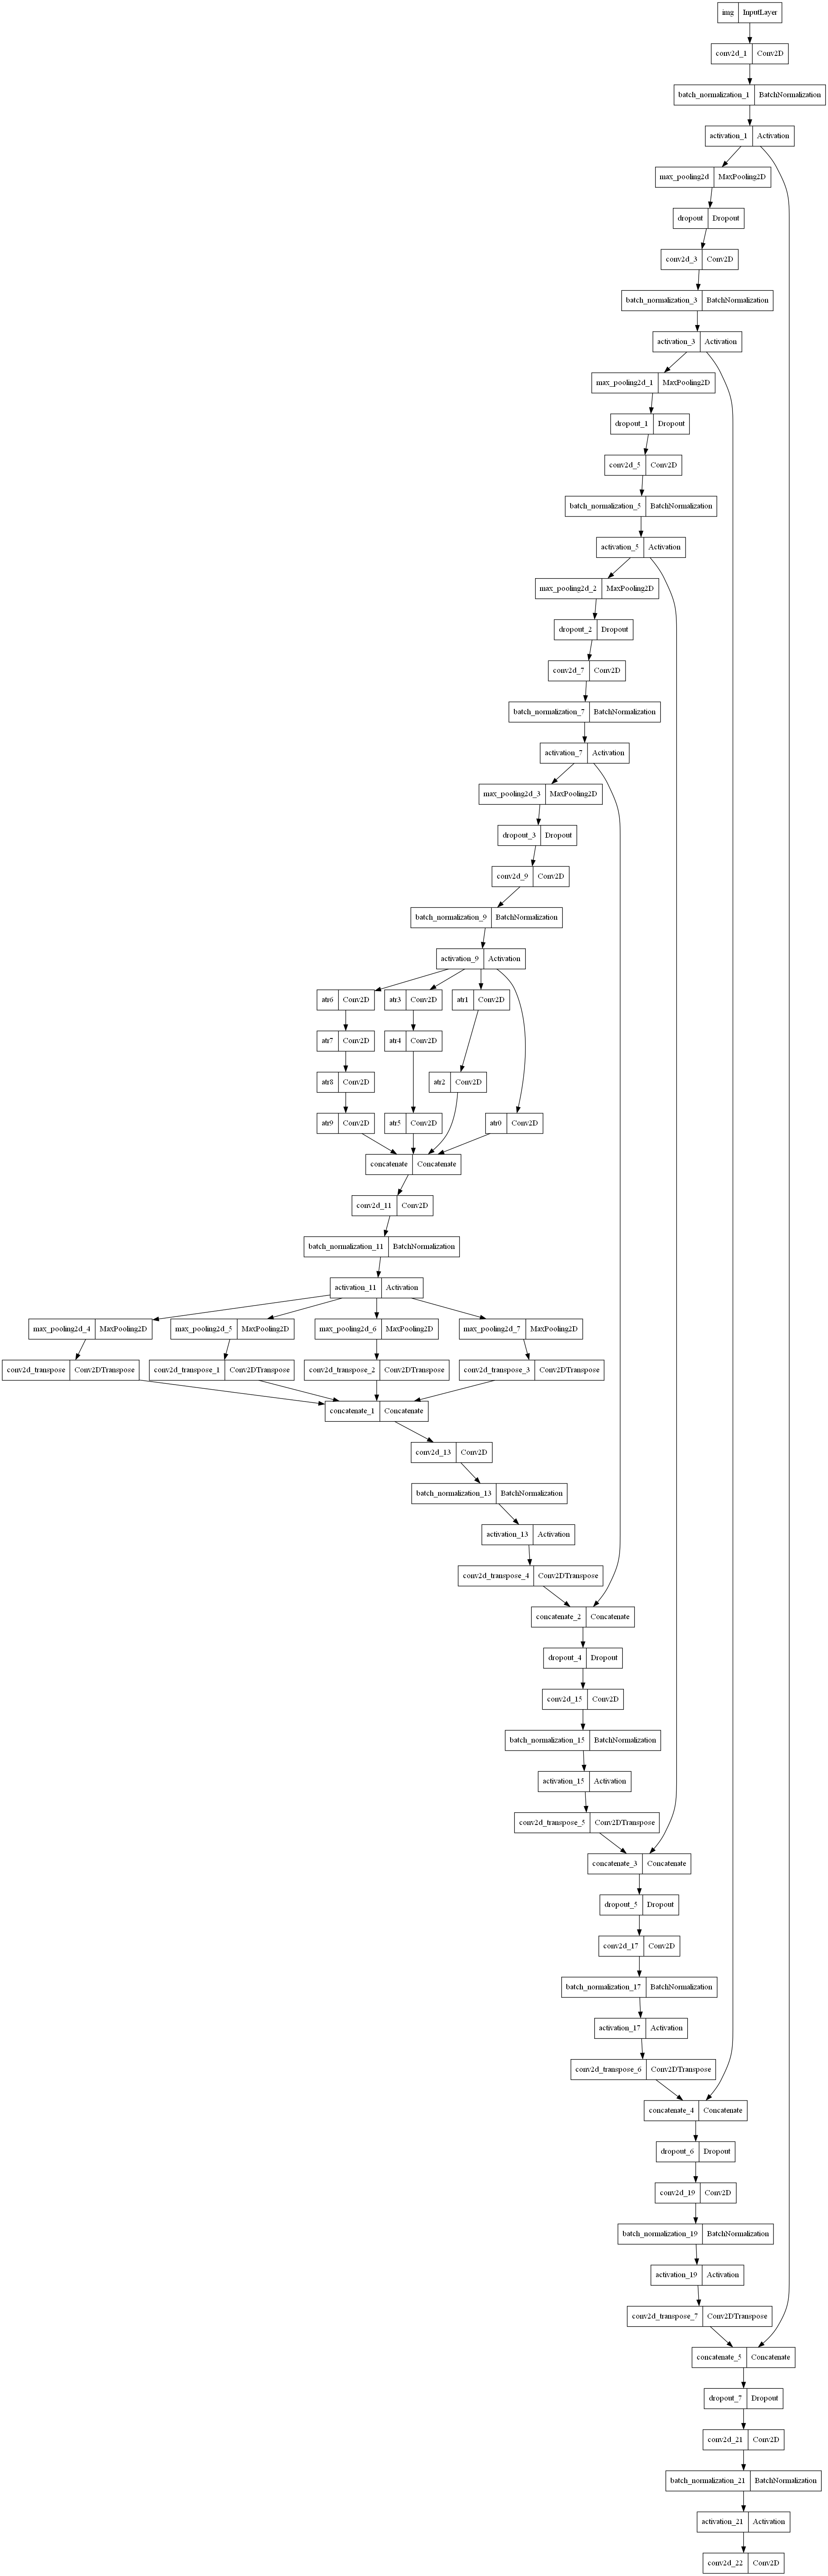 img InputLayer
conv2d_1 Conv2D
batch_normalization_1 BatchNormalization
activation_1 Activation
max_pooling2d MaxPooling2D
dropout Dropout
conv2d_3 Conv2D
batch_normalization_3 BatchNormalization
activation_3 Activation
max_pooling2d_1 MaxPooling2D
dropout_1 Dropout
conv2d_5 Conv2D
batch_normalization_5 BatchNormalization
activation_5 Activation
max_pooling2d_2 MaxPooling2D
dropout_2 Dropout
conv2d_7 Conv2D
batch_normalization_7 BatchNormalization
activation_7 Activation
max_pooling2d_3 MaxPooling2D
dropout_3 Dropout
conv2d_9 Conv2D
batch_normalization_9 BatchNormalization
activation_9 Activation
atr6 Conv2D atr3 Conv2D atr1 Conv2D
atr7 Conv2D atr4 Conv2D
atr8 Conv2D atr2 Conv2D
atr9 Conv2D atr5 Conv2D atr0 Conv2D
concatenate Concatenate
conv2d_11 Conv2D
batch_normalization_11 BatchNormalization
activation_11 Activation
max_pooling2d_4 MaxPooling2D max_pooling2d_5 MaxPooling2D max_pooling2d_6 MaxPooling2D max_pooling2d_7 MaxPooling2D
conv2d_transpose Conv2DTranspose conv2d_transpose_1 Conv2DTranspose conv2d_transpose_2 Conv2DTranspose conv2d_transpose_3 Conv2DTranspose
concatenate_1 Concatenate
conv2d_13 Conv2D
batch_normalization_13 BatchNormalization
activation_13 Activation
conv2d_transpose_4 Conv2DTranspose
concatenate_2 Concatenate
dropout_4 Dropout
conv2d_15 Conv2D
batch_normalization_15 BatchNormalization
activation_15 Activation
conv2d_transpose_5 Conv2DTranspose
concatenate_3 Concatenate
dropout_5 Dropout
conv2d_17 Conv2D
batch_normalization_17 BatchNormalization
activation_17 Activation
conv2d_transpose_6 Conv2DTranspose
concatenate_4 Concatenate
dropout_6 Dropout
conv2d_19 Conv2D
batch_normalization_19 BatchNormalization
activation_19 Activation
conv2d_transpose_7 Conv2DTranspose
concatenate_5 Concatenate
dropout_7 Dropout
conv2d_21 Conv2D
batch_normalization_21 BatchNormalization
activation_21 Activation
conv2d_22 Conv2D